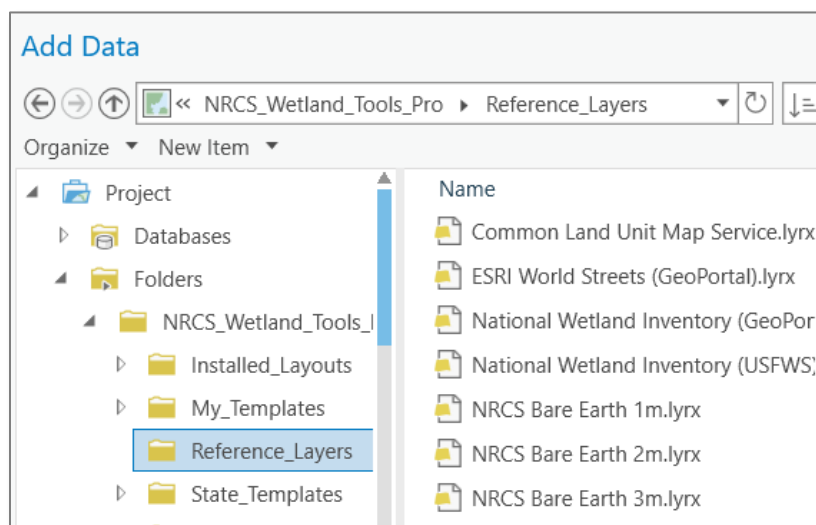 Add Data
« NRCS_Wetland_Tools_Pro Reference_Layers
Organize New Item
Project
Databases
Folders
NRCS_Wetland_Tools_
Installed_Layouts
My_Templates
Reference_Layers
State_Templates
Name
Common Land Unit Map Service.lyrx
ESRI World Streets (GeoPortal).lyrx
National Wetland Inventory (GeoPor
National Wetland Inventory (USFWS)
NRCS Bare Earth 1m.lyrx
NRCS Bare Earth 2m.lyrx
NRCS Bare Earth 3m.lyrx